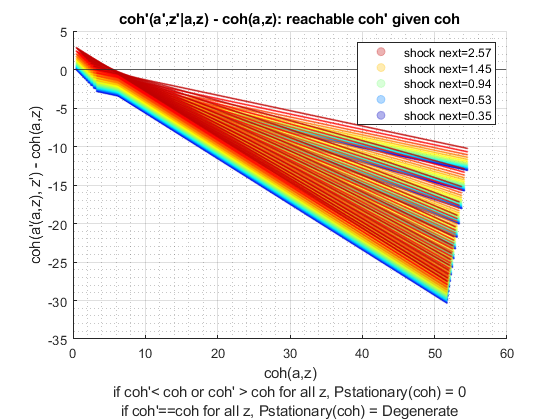 coh'(a',z'|a,z) - coh(a,z): reachable coh' given coh
5
0
-5
-10
-15
-20
-25
-30
-35
coh(a'(a,z), z') - coh(a,z)
shock next=2.57
shock next=1.45
shock next=0.94
shock next=0.53
shock next=0.35
0
10
20
30
40
50
60
coh(a,z)
if coh'< coh or coh' > coh for all z, Pstationary(coh) = 0
if coh'==coh for all z, Pstationary(coh) = Degenerate